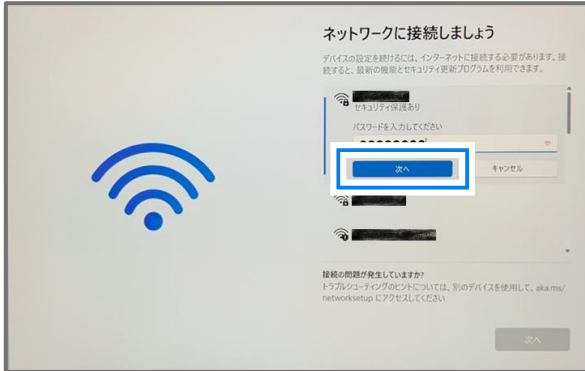 ネットワークに接続しましょう
デバイスの設定を続けるには、インターネットに接続する必要があります。接
続すると、最新の機能とセキュリティ更新プログラムを利用できます。
セキュリティ保護あり
パスワードを入力してください
次へ
キャンセル
接続の問題が発生していますか?
トラブルシューティングのヒントについては、別のデバイスを使用して、aka.ms/
networksetup にアクセスしてください
次へ